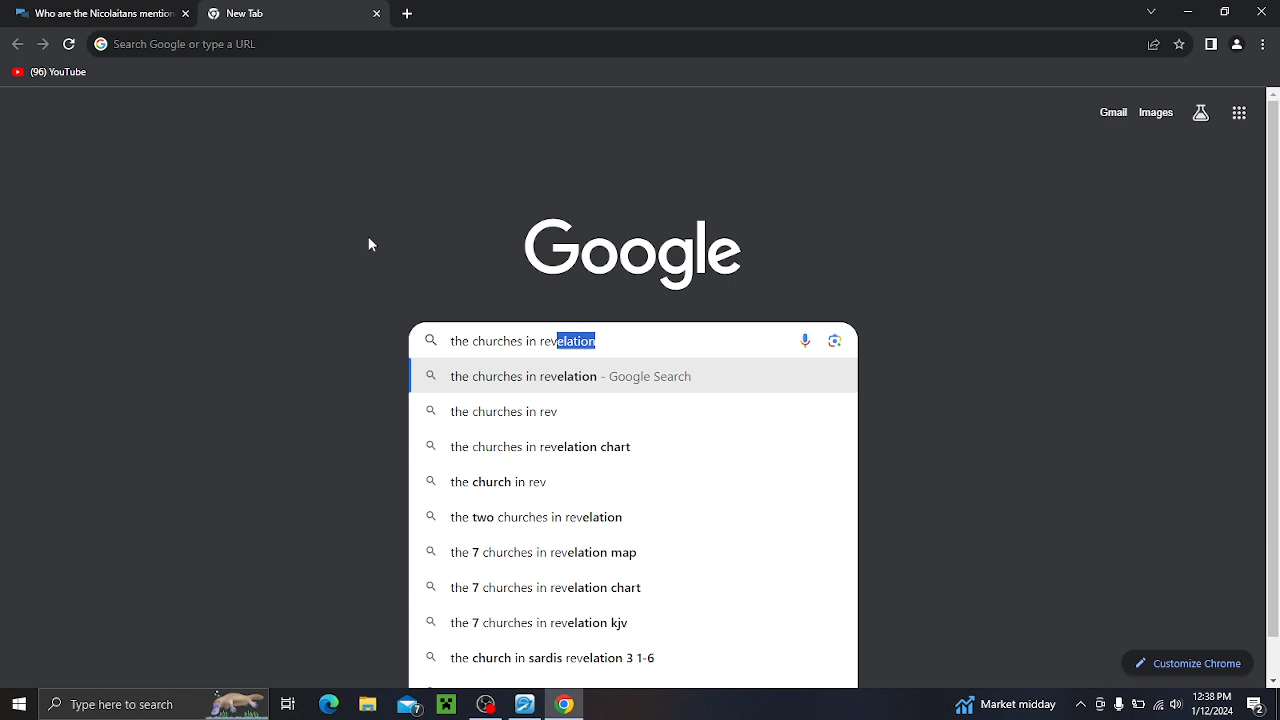 Who are the Nicolaitans mention
New Tab
Search Google or type a URL
(96) YouTube
Gmail Images
Google
the churches in revelation
the churches in revelation - Google Search
the churches in rev
the churches in revelation chart
the church in rev
the two churches in revelation
the 7 churches in revelation map
the 7 churches in revelation chart
the 7 churches in revelation kjv
the church in sardis revelation 3 1-6
Customize Chrome
Type here to search
7
Market midday
12:38 PM
1/12/2024
2